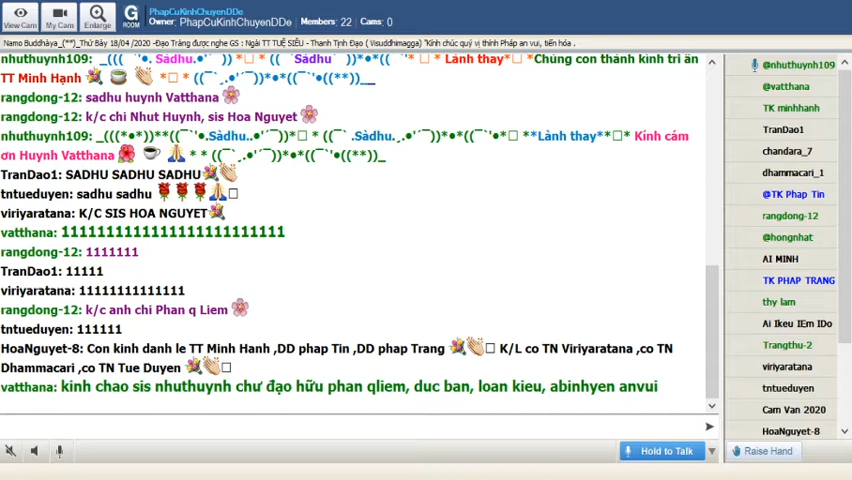 View Cam
My Cam
Enlarge
G
ROOM
PhapCuKinhChuyenDDe
Owner: PhapCuKinhChuyenDDe Members: 22 Cams: 0
Namo Buddhàya_(**)_Thứ Bảy 18/04 /2020 -Đạo Tràng được nghe GS : Ngài TT TUỆ SIÊU - Thanh Tịnh Đạo ( Visuddhimagga) "Kính chúc quý vị thính Pháp an vui, tiến hóa .
nhuthuynh109: _(((`'•. Sádhu..•'´)) *□ * ((¯` Sádhu´¯))*•*((¯`'•*□ * Lành thay*□*Chúng con thành kính tri ân
TT Minh Hạnh 💐 🍵 👏 *□ * ((¯`¸.•'´¯))*•*((¯`'•((**))__
rangdong-12: sadhu huynh Vatthana 🌸
rangdong-12: k/c chi Nhut Huynh, sis Hoa Nguyet 🌸
nhuthuynh109: _(((*•*))**((¯`'•.Sàdhu..•'´¯))*□ * ((¯` .Sàdhu.¸.•'´¯))*•*((¯`'•*□ **Lành thay**□* Kính cám
ơn Huynh Vatthana 🌺 ☕ 🙏 * * ((¯`¸.•'´¯))*•*((¯`'•((**))_
TranDao1: SADHU SADHU SADHU 💐👏
tntueduyen: sadhu sadhu 🌹🌹🌹🙏□
viriyaratana: K/C SIS HOA NGUYET 💐
vatthana: 1111111111111111111111111
rangdong-12: 1111111
TranDao1: 11111
viriyaratana: 11111111111111
rangdong-12: k/c anh chi Phan q Liem 🌸
tntueduyen: 111111
HoaNguyet-8: Con kinh danh le TT Minh Hanh ,DD phap Tin ,DD phap Trang 💐👏□ K/L co TN Viriyaratana ,co TN
Dhammacari ,co TN Tue Duyen 💐👏□
vatthana: kinh chao sis nhuthuynh chư đạo hữu phan qliem, duc ban, loan kieu, abinhyen anvui
Hold to Talk
@nhuthuynh109
@vatthana
TK minhhanh
TranDao1
chandara_7
dhammacari_1
@TK Phap Tin
rangdong-12
@hongnhat
AI MINH
TK PHAP TRANG
thy lam
Ai Ikeu IEm IDo
Trangthu-2
viriyaratana
tntueduyen
Cam Van 2020
HoaNguyet-8
Raise Hand